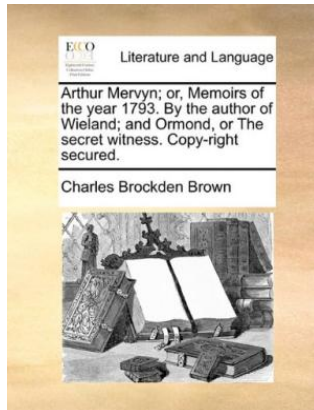 ECCO
Literature and Language
Arthur Mervyn; or, Memoirs of
the year 1793. By the author of
Wieland; and Ormond, or The
secret witness. Copy-right
secured.
Charles Brockden Brown